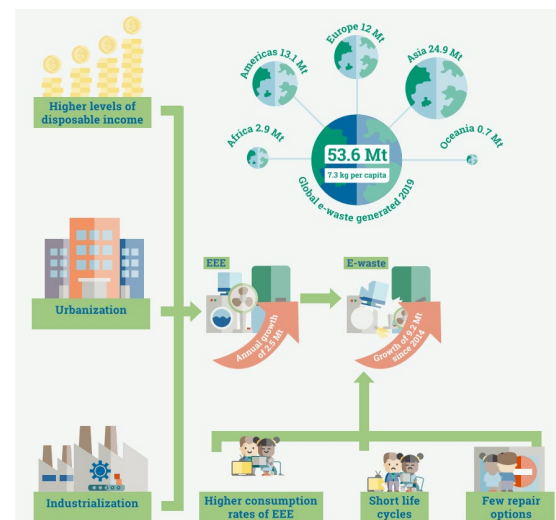 Higher levels of
disposable income
Africa 2.9 Mt
Americas 13.1 Mt
Europe 12 Mt
Asia 24.9 Mt
Oceania 0.7 Mt
53.6 Mt
7.3 kg per capita
Global e-waste generated 2019
Urbanization
EEE
Annual growth
of 2.5 Mt
E-waste
Growth of 9.2 Mt
since 2014
Industrialization
Higher consumption
rates of EEE
Short life
cycles
Few repair
options